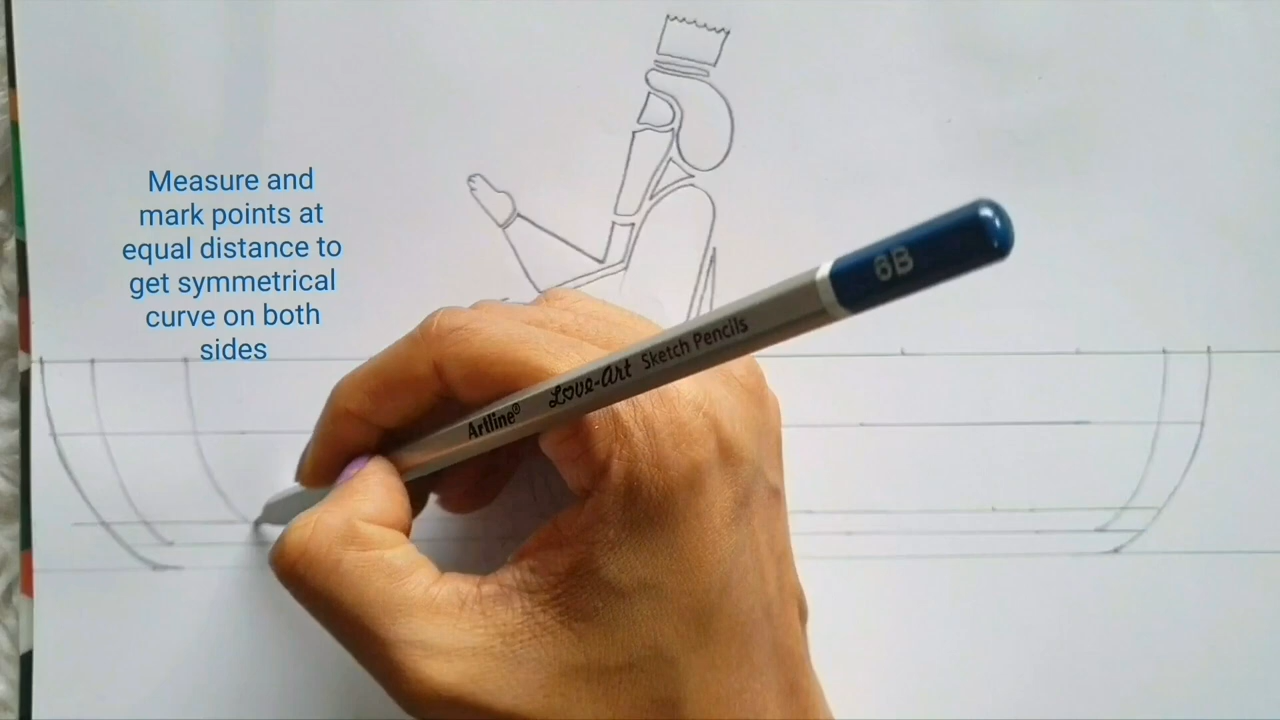 Measure and
mark points at
equal distance to
get symmetrical
curve on both
sides
Artline Love-Art Sketch Pencils 6B